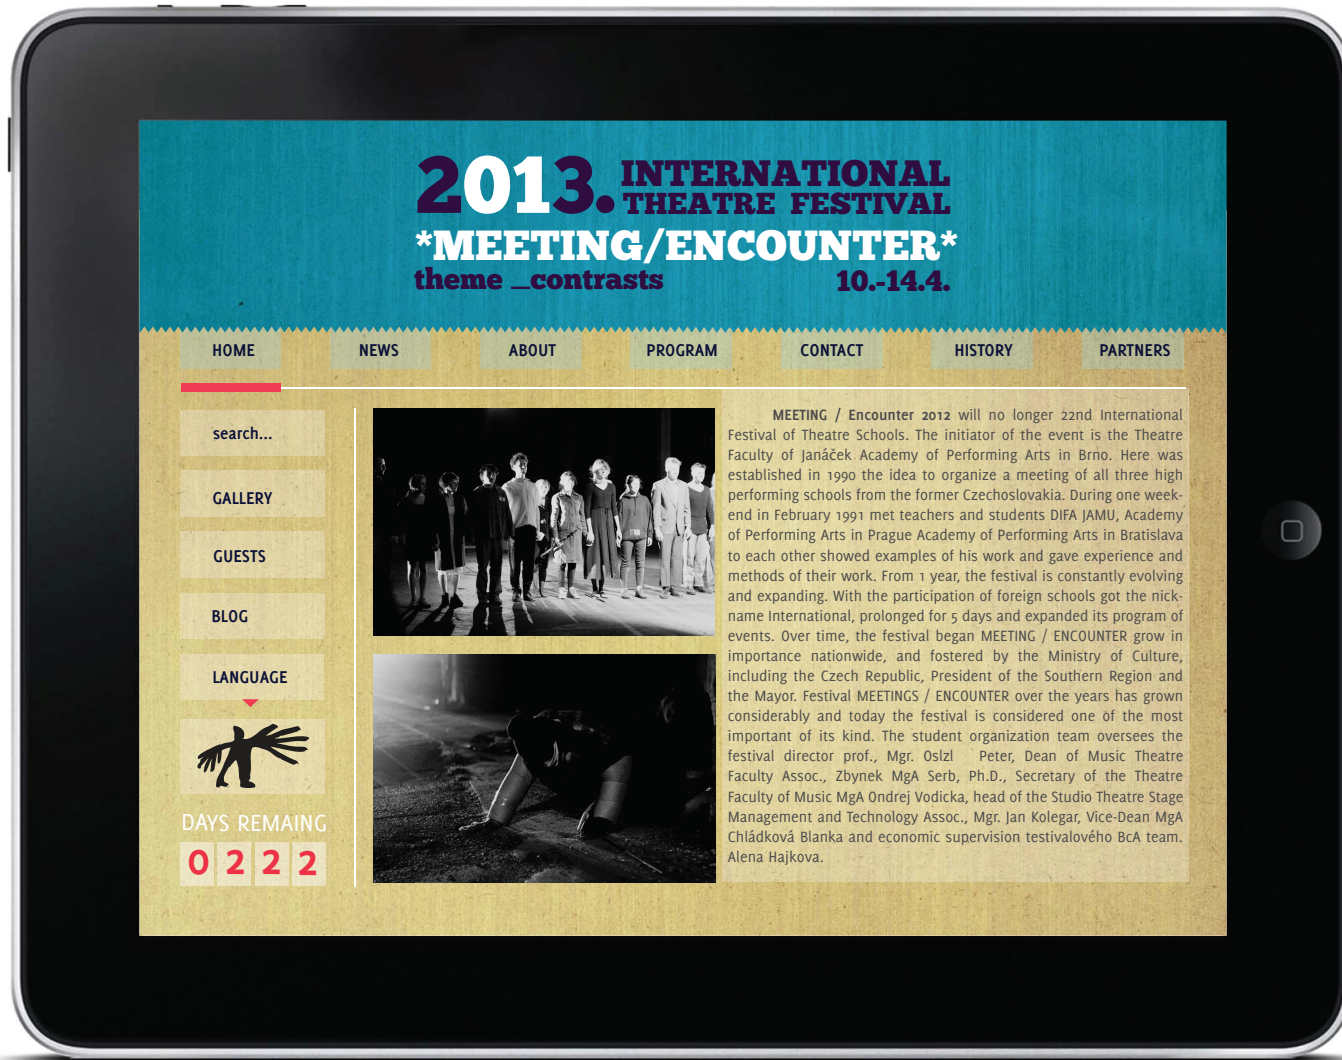 2013. INTERNATIONAL
THEATRE FESTIVAL
*MEETING/ENCOUNTER*
theme _contrasts 10.-14.4.
HOME NEWS ABOUT PROGRAM CONTACT HISTORY PARTNERS
search...
GALLERY
GUESTS
BLOG
LANGUAGE
DAYS REMAING
0 2 2 2
MEETING / Encounter 2012 will no longer 22nd International
Festival of Theatre Schools. The initiator of the event is the Theatre
Faculty of Janáček Academy of Performing Arts in Brno. Here was
established in 1990 the idea to organize a meeting of all three high
performing schools from the former Czechoslovakia. During one week-
end in February 1991 met teachers and students DIFA JAMU, Academy
of Performing Arts in Prague Academy of Performing Arts in Bratislava
to each other showed examples of his work and gave experience and
methods of their work. From 1 year, the festival is constantly evolving
and expanding. With the participation of foreign schools got the nick-
name International, prolonged for 5 days and expanded its program of
events. Over time, the festival began MEETING / ENCOUNTER grow in
importance nationwide, and fostered by the Ministry of Culture,
including the Czech Republic, President of the Southern Region and
the Mayor. Festival MEETINGS / ENCOUNTER over the years has grown
considerably and today the festival is considered one of the most
important of its kind. The student organization team oversees the
festival director prof., Mgr. Oslzl Peter, Dean of Music Theatre
Faculty Assoc., Zbynek MgA Serb, Ph.D., Secretary of the Theatre
Faculty of Music MgA Ondrej Vodicka, head of the Studio Theatre Stage
Management and Technology Assoc., Mgr. Jan Kolegar, Vice-Dean MgA
Chládková Blanka and economic supervision testivalového BcA team.
Alena Hajkova.